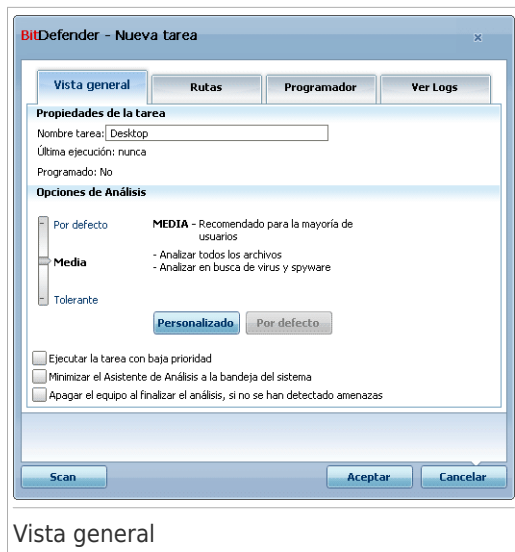 BitDefender - Nueva tarea
Vista general
Rutas
Programador
Ver Logs
Propiedades de la tarea
Nombre tarea: Desktop
Última ejecución: nunca
Programado: No
Opciones de Análisis
Por defecto
Media
Tolerante
MEDIA - Recomendado para la mayoría de
usuarios
- Analizar todos los archivos
- Analizar en busca de virus y spyware
Personalizado
Por defecto
Ejecutar la tarea con baja prioridad
Minimizar el Asistente de Análisis a la bandeja del sistema
Apagar el equipo al finalizar el análisis, si no se han detectado amenazas
Scan
Aceptar
Cancelar
Vista general